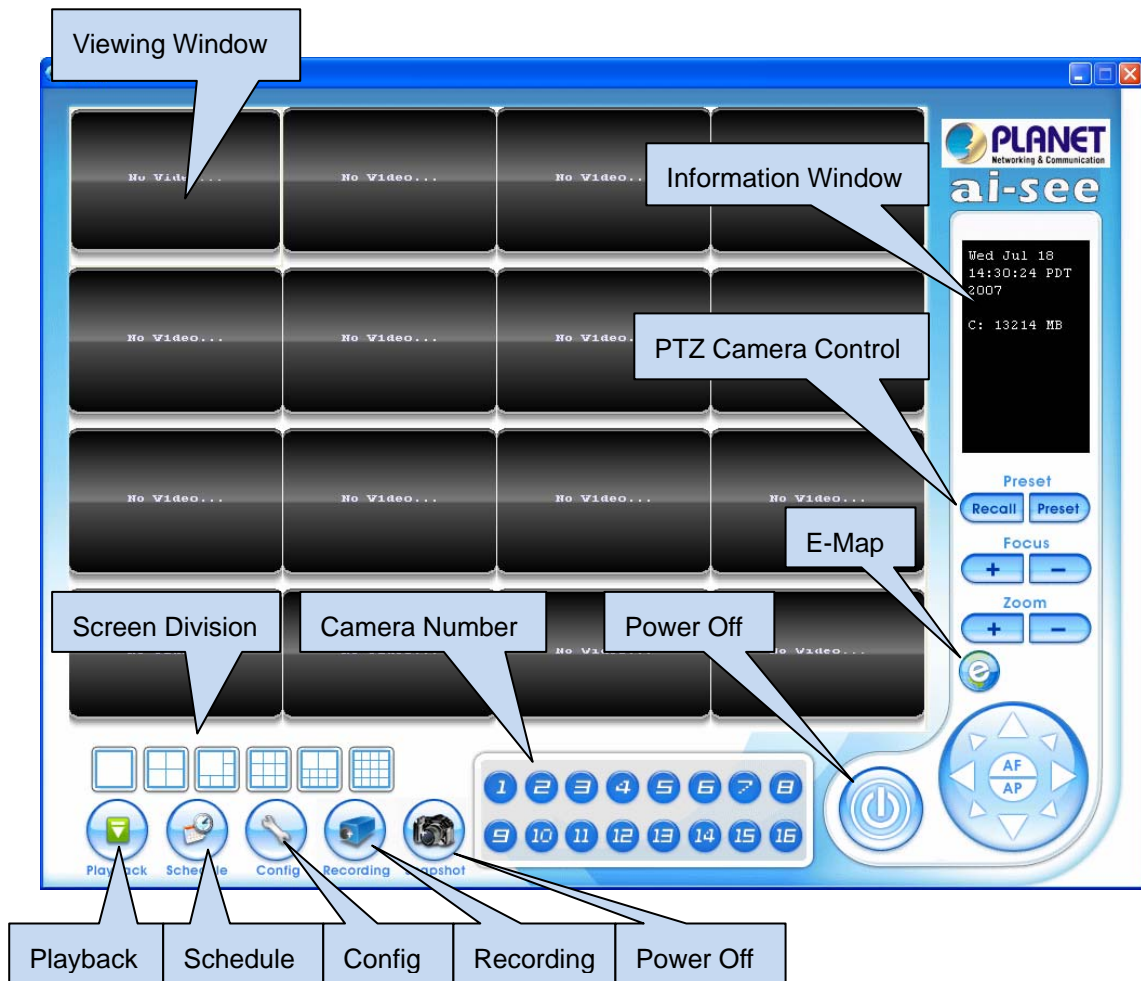 Viewing Window
PLANET
Networking & Communication
ai-see
No Vid...
No Video...
No Video..
Information Window
Wed Jul 18
14:30:24 PDT
2007
C: 13214 MB
No Video...
No Video...
No Video.
PTZ Camera Control
No Video...
No Video...
No Video...
No Video...
Preset
Recall
Preset
E-Map
Focus
+
−
Zoom
+
−
e
Screen Division
Camera Number
Power Off
No Video...
AF
AP
1 2 3 4 5 6 7 8
9 10 11 12 13 14 15 16
Playback
Schedule
Config
Recording
Snapshot
Playback
Schedule
Config
Recording
Power Off